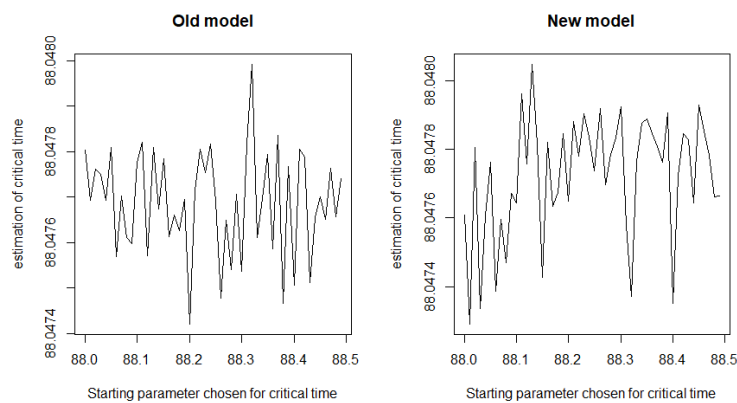 Old model
estimation of critical time
88.0480
88.0478
88.0476
88.0474
88.0 88.1 88.2 88.3 88.4 88.5
Starting parameter chosen for critical time
New model
estimation of critical time
88.0480
88.0478
88.0476
88.0474
88.0 88.1 88.2 88.3 88.4 88.5
Starting parameter chosen for critical time